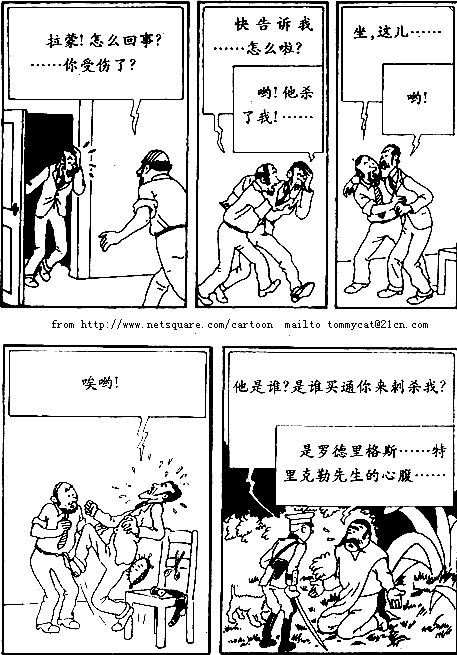 拉蒙!怎么回事?
……你受伤了?
快告诉我
……怎么啦?
哟!他杀
了我!……
坐,这儿……
哟!
from http://www.netsquare.com/cartoon mailto tommycat@21cn.com
唉哟!
他是谁?是谁买通你来刺杀我?
是罗德里格斯……特
里克勒先生的心腹……